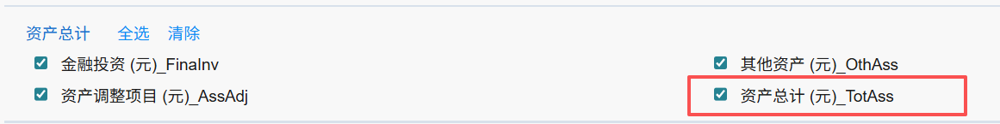 资产总计 全选 清除
金融投资 (元)_FinaInv 其他资产 (元)_OthAss
资产调整项目 (元)_AssAdj 资产总计 (元)_TotAss